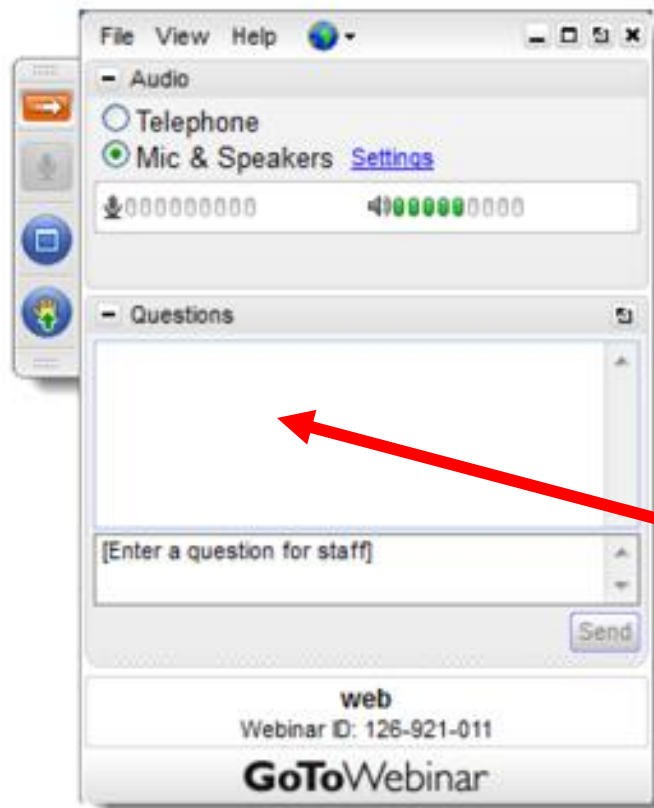 File View Help
Audio
Telephone
Mic & Speakers Settings
Questions
[Enter a question for staff]
Send
web
Webinar ID: 126-921-011
GoToWebinar